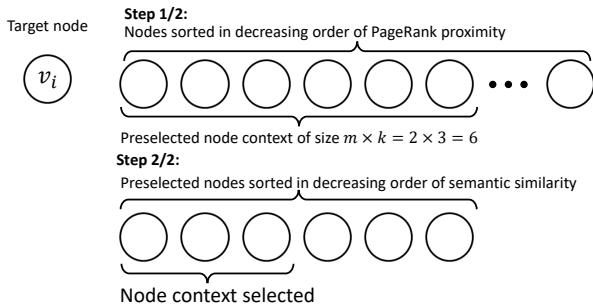 Step 1/2:
Target node
Nodes sorted in decreasing order of PageRank proximity
v_i
Preselected node context of size m × k = 2 × 3 = 6
Step 2/2:
Preselected nodes sorted in decreasing order of semantic similarity
Node context selected